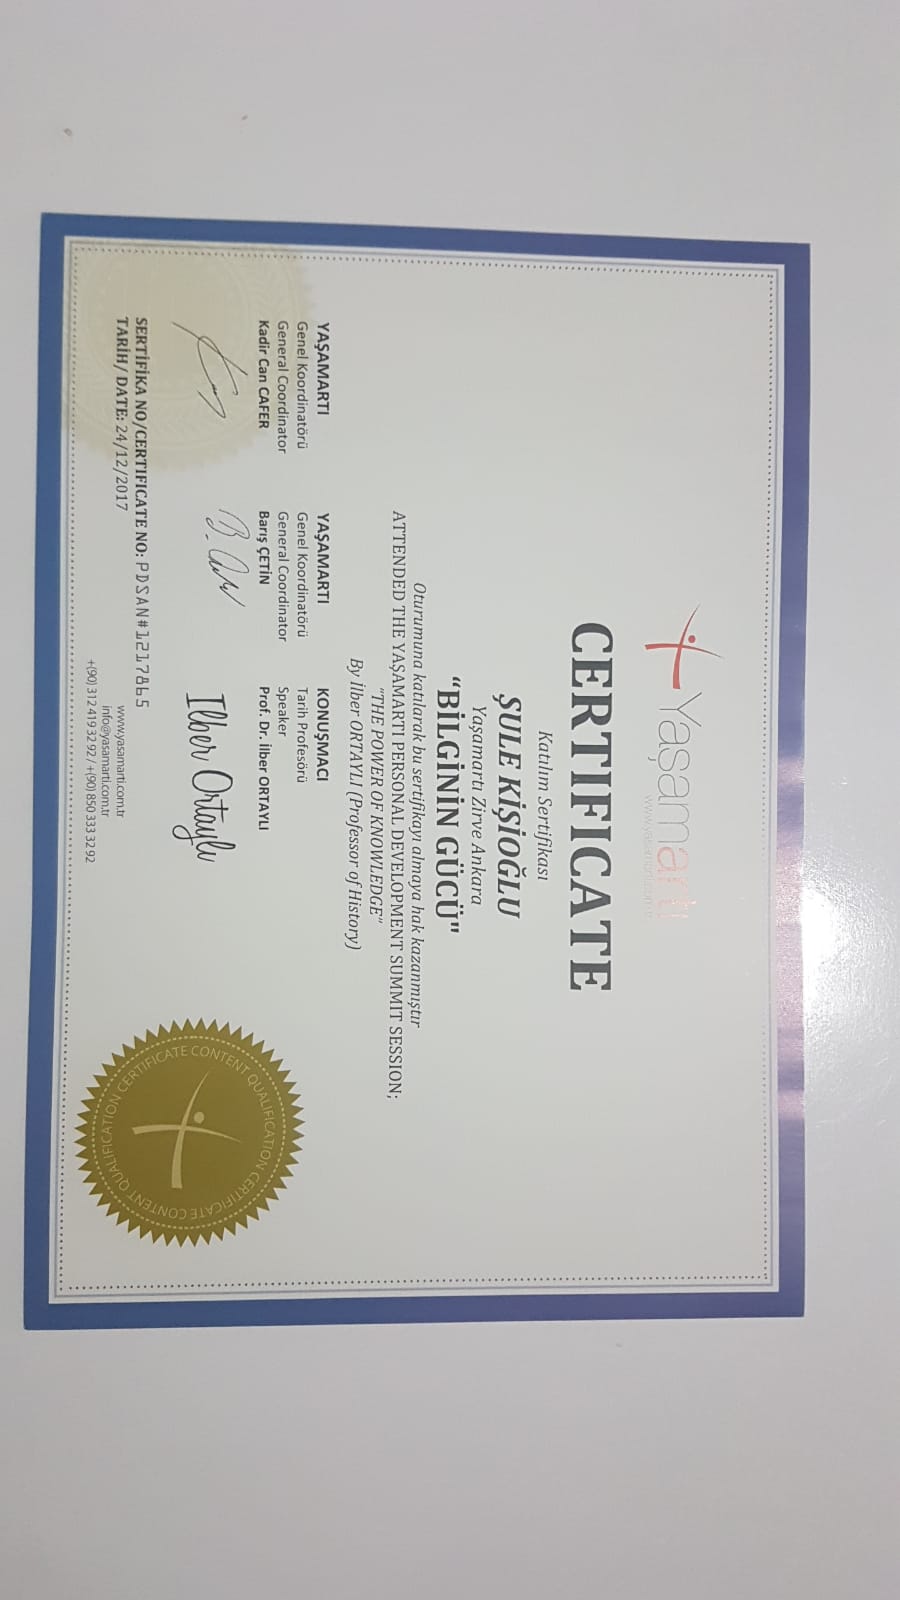 Yaşamartı
www.yasamarti.com.tr
CERTIFICATE
Katılım Sertifikası
ŞULE KİŞİOĞLU
Yaşamartı Zirve Ankara
“BİLGİNİN GÜCÜ"
Oturumuna katılarak bu sertifikayı almaya hak kazanmıştır
ATTENDED THE YAŞAMARTI PERSONAL DEVELOPMENT SUMMIT SESSION;
"THE POWER OF KNOWLEDGE"
By İlber ORTAYLI (Professor of History)
YAŞAMARTI
Genel Koordinatörü
General Coordinator
Kadir Can CAFER
YAŞAMARTI
Genel Koordinatörü
General Coordinator
Barış ÇETİN
KONUŞMACI
Tarih Profesörü
Speaker
Prof. Dr. İlber ORTAYLI
İlber Ortaylı
SERTİFİKA NO/CERTIFICATE NO: PDSAN#1217865
TARİH/ DATE: 24/12/2017
www.yasamarti.com.tr
info@yasamarti.com.tr
+(90) 312 419 32 92 / +(90) 850 333 32 92
CERTIFICATE CONTENT QUALIFICATION CERTIFICATE CONTENT QUALIFICATION